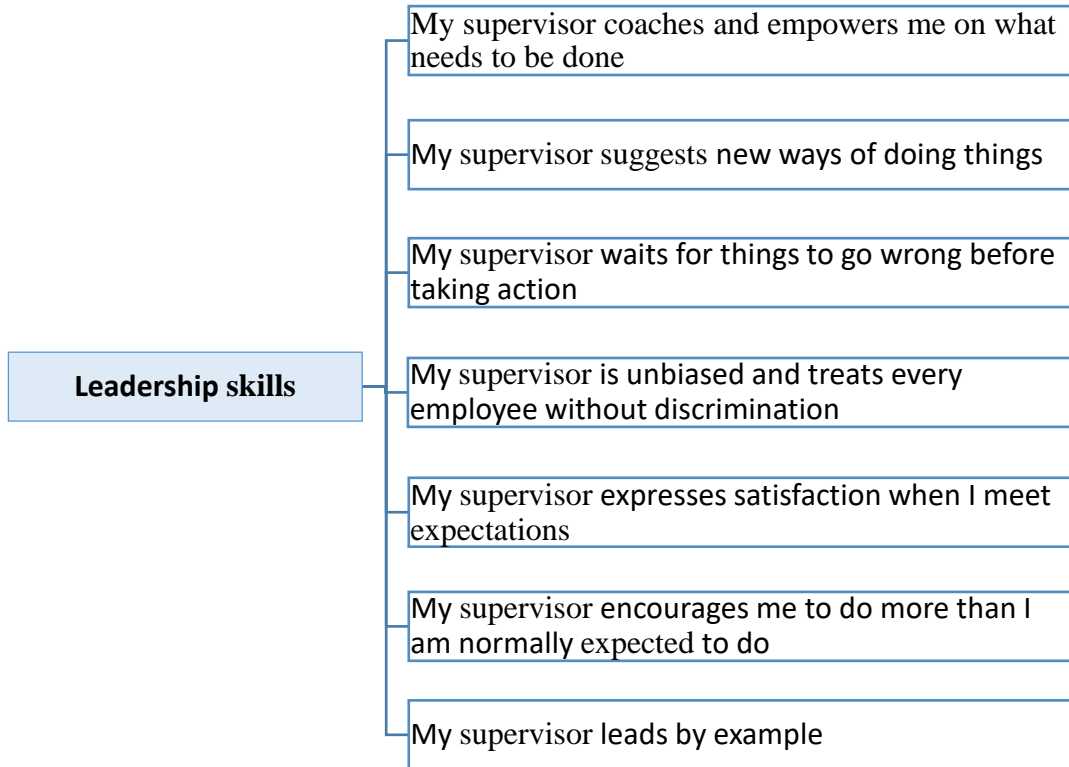 My supervisor coaches and empowers me on what
needs to be done
My supervisor suggests new ways of doing things
My supervisor waits for things to go wrong before
taking action
Leadership skills
My supervisor is unbiased and treats every
employee without discrimination
My supervisor expresses satisfaction when I meet
expectations
My supervisor encourages me to do more than I
am normally expected to do
My supervisor leads by example